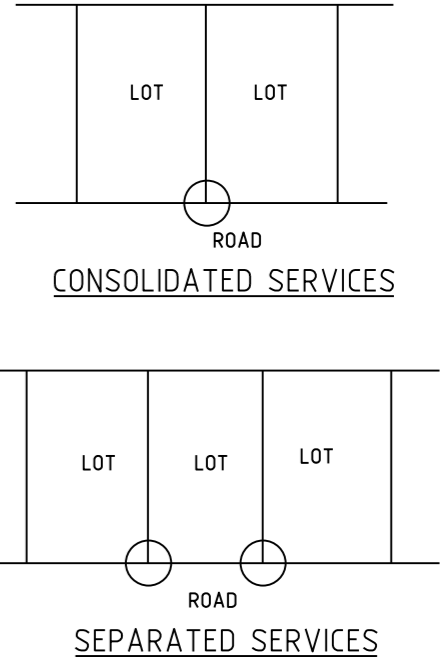 LOT LOT
ROAD
CONSOLIDATED SERVICES
LOT LOT LOT
ROAD
SEPARATED SERVICES